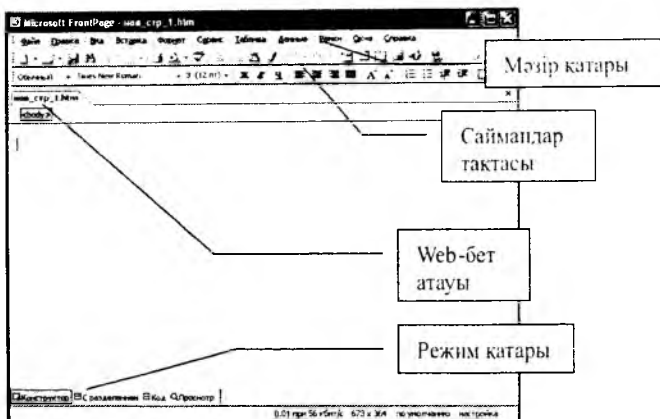 Microsoft FrontPage - нов_стр_1.htm
Файл Правка Вид Вставка Формат Сервис Таблица Данные Рамки Окно Справка
Обычный Times New Roman 3 (12 пт) Ж К Ч
нов_стр_1.htm
<body>
Мәзір қатары
Саймандар
тақтасы
Web-бет
атауы
Режим қатары
Конструктор С разделением Код Просмотр
0:01 при 56 кбит/с 673 x 364 по умолчанию настройка